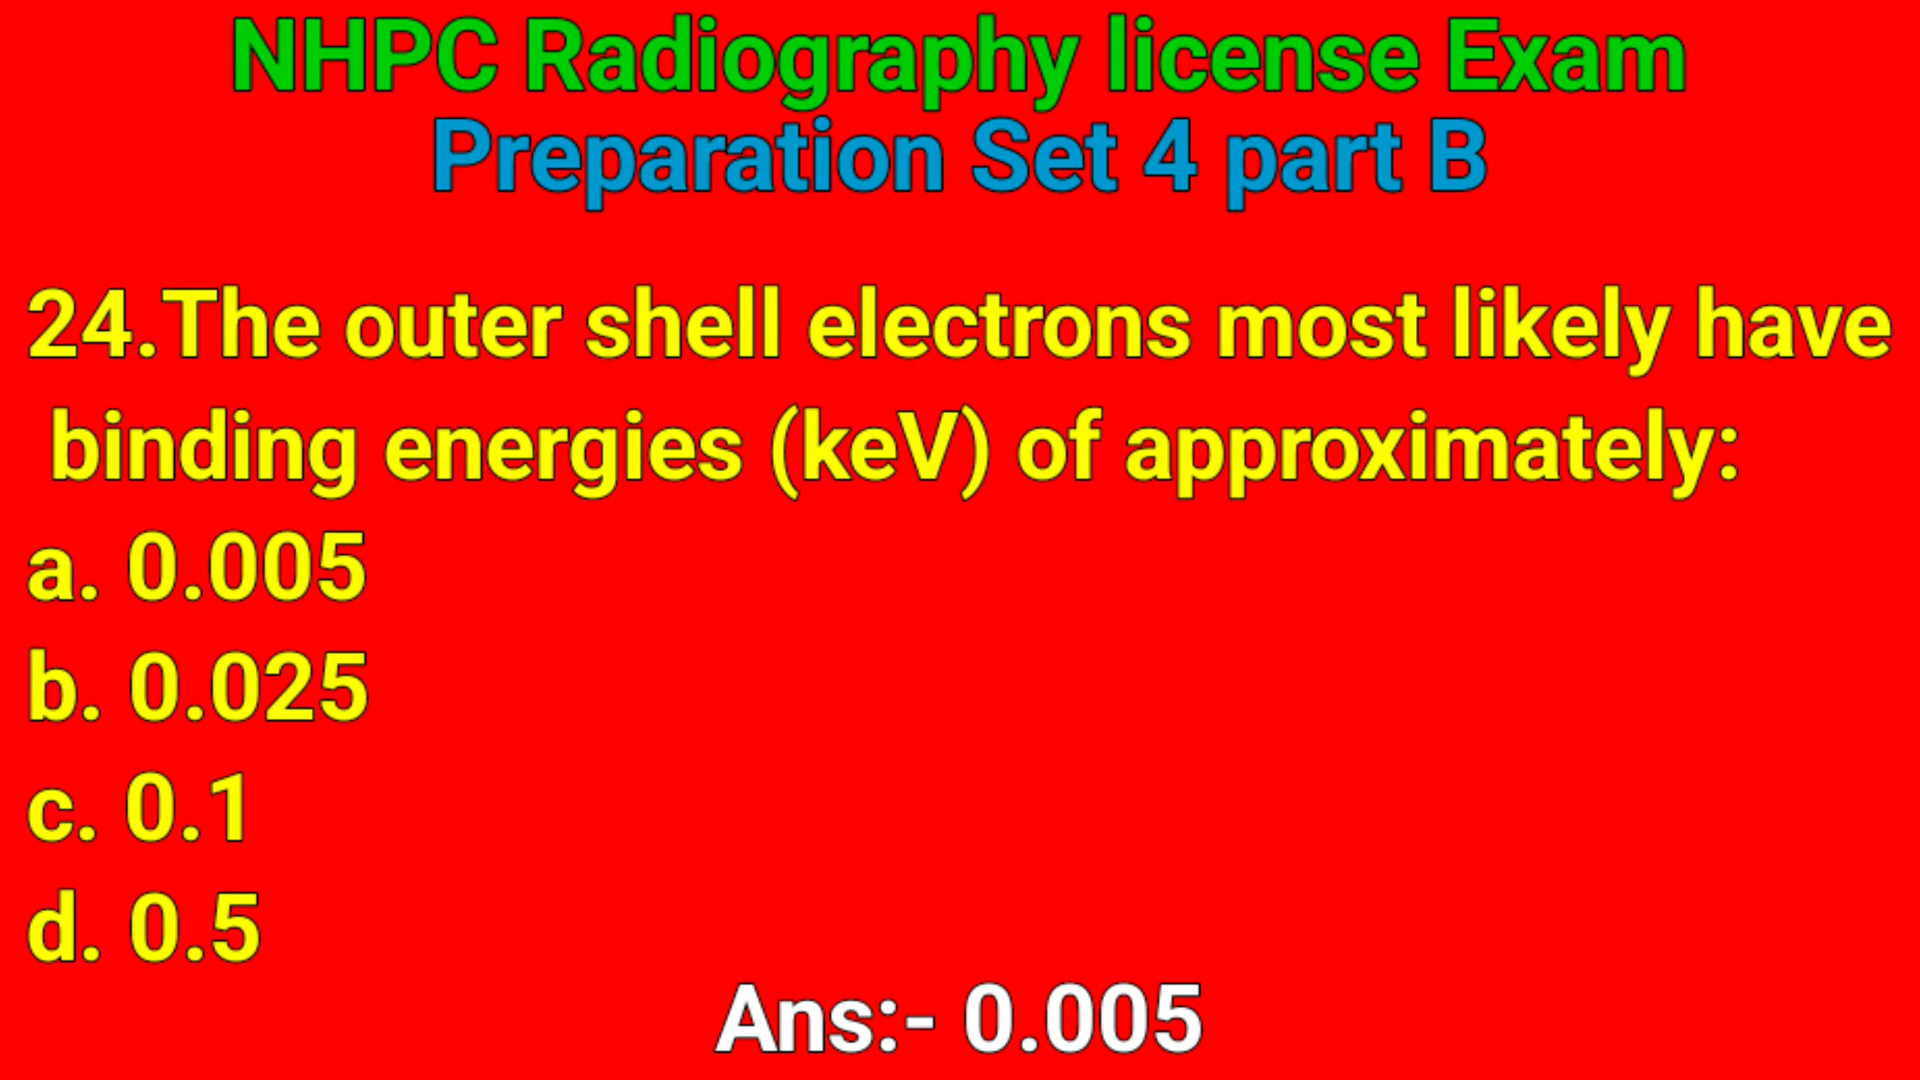 NHPC Radiography license Exam
Preparation Set 4 part B
24.The outer shell electrons most likely have
binding energies (keV) of approximately:
a. 0.005
b. 0.025
c. 0.1
d. 0.5
Ans:- 0.005